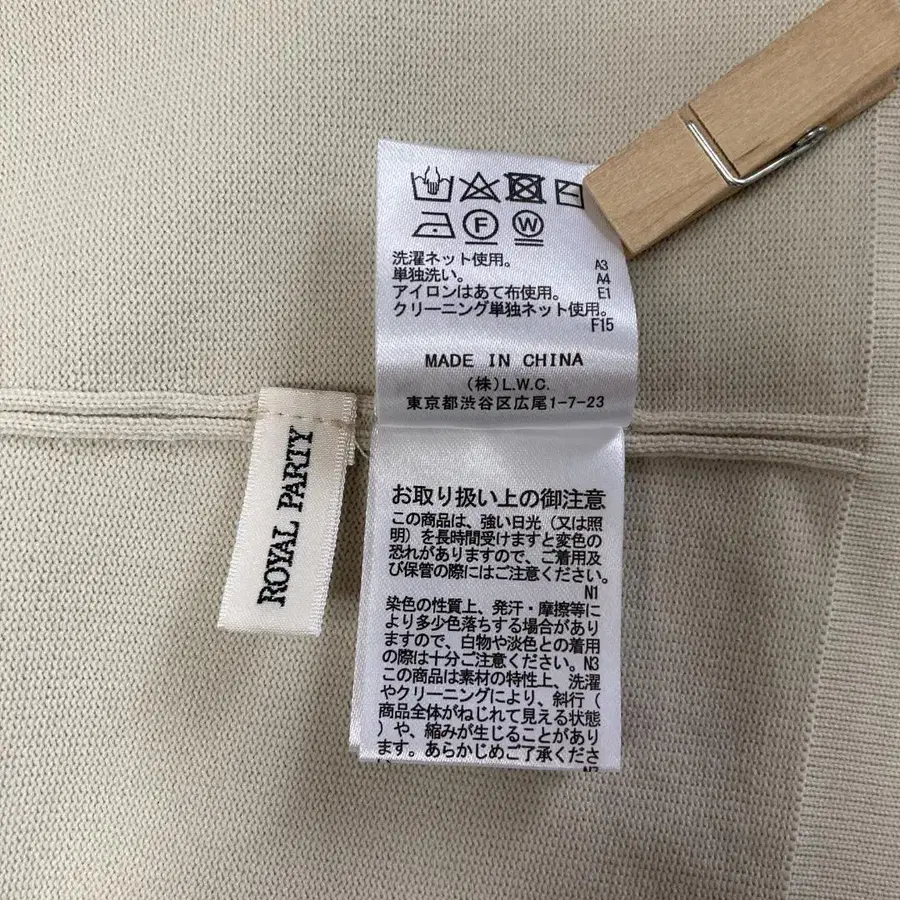 F W
洗濯ネット使用。
A3
単独洗い。
A4
アイロンはあて布使用。
E1
クリーニング単独ネット使用。
F15
MADE IN CHINA
(株)L.W.C.
東京都渋谷区広尾1-7-23
ROYAL PARTY
お取り扱い上の御注意
この商品は、強い日光(又は照
明)を長時間受けますと変色の
恐れがありますので、ご着用及
び保管の際にはご注意ください。
N1
染色の性質上、発汗・摩擦等に
より多少色落ちする場合があり
ますので、白物や淡色との着用
の際は十分ご注意ください。N3
この商品は素材の特性上、洗濯
やクリーニングにより、斜行(
商品全体がねじれて見える状態
)や、縮みが生じることがあり
ます。あらかじめご了承くださ